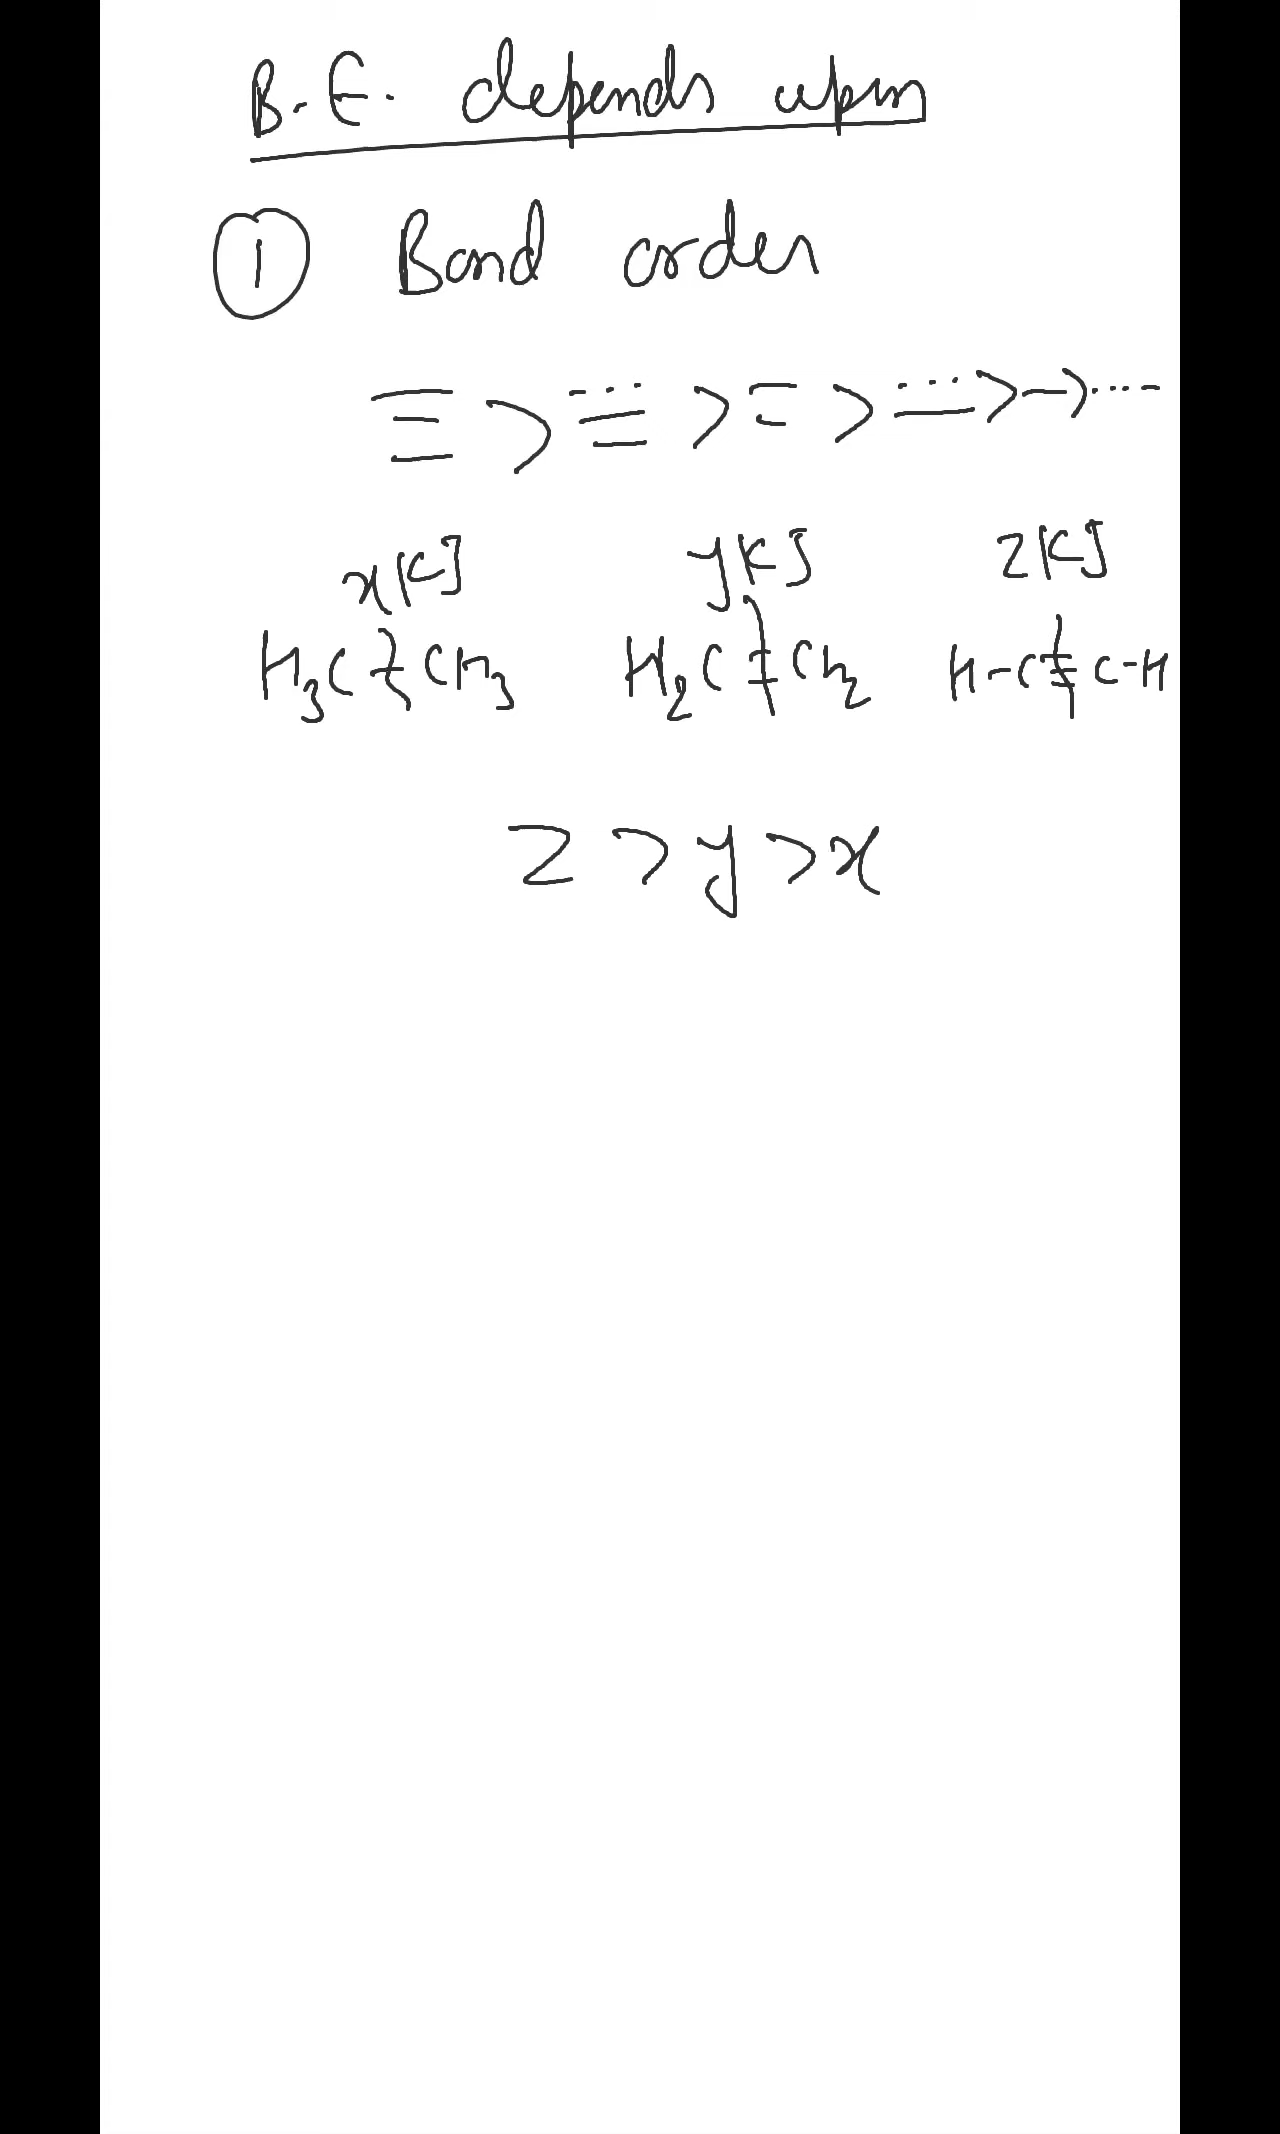 B.E. depends upon
① Bond order
≡ > ⩸ > = > ⎓ > — > ----
x KJ y KJ z KJ
H₃C-CH₃ H₂C=CH₂ H-C≡C-H
z > y > x